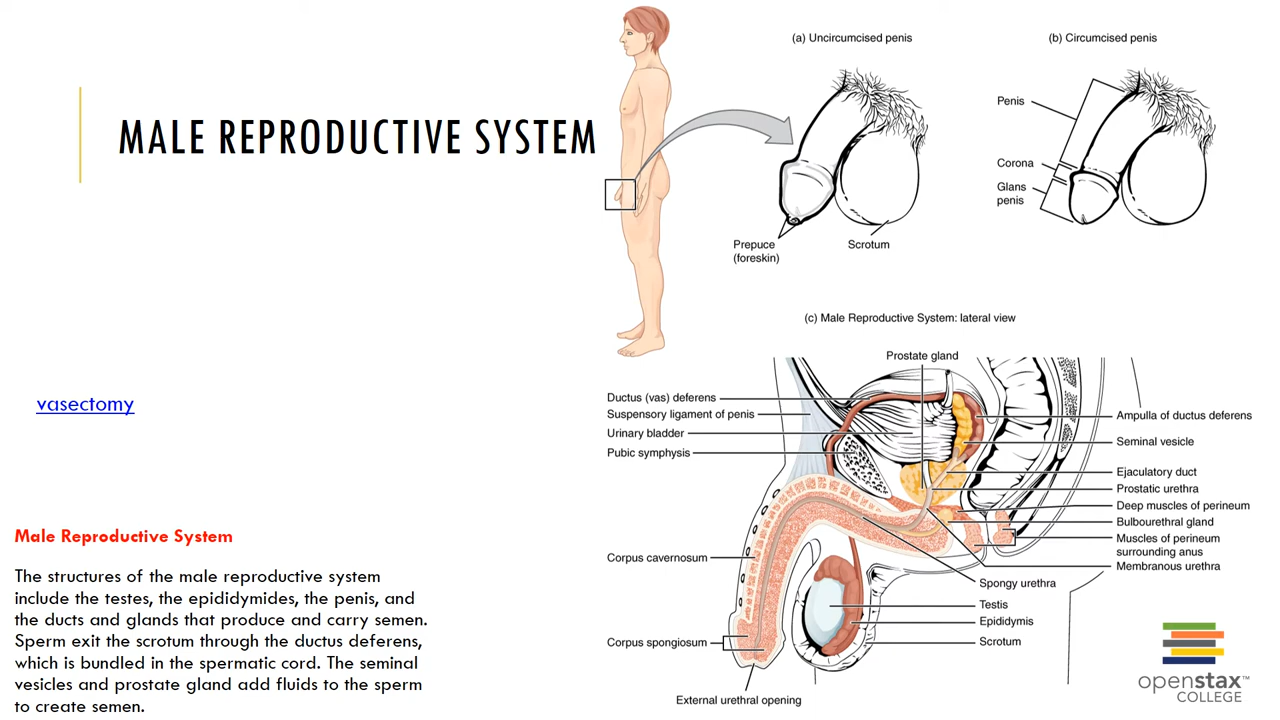 MALE REPRODUCTIVE SYSTEM
(a) Uncircumcised penis
(b) Circumcised penis
Penis
Corona
Glans
penis
Prepuce
(foreskin)
Scrotum
(c) Male Reproductive System: lateral view
Prostate gland
Ductus (vas) deferens
Suspensory ligament of penis
Urinary bladder
Pubic symphysis
Corpus cavernosum
Corpus spongiosum
External urethral opening
Ampulla of ductus deferens
Seminal vesicle
Ejaculatory duct
Prostatic urethra
Deep muscles of perineum
Bulbourethral gland
Muscles of perineum
surrounding anus
Membranous urethra
Spongy urethra
Testis
Epididymis
Scrotum
vasectomy
Male Reproductive System
The structures of the male reproductive system
include the testes, the epididymides, the penis, and
the ducts and glands that produce and carry semen.
Sperm exit the scrotum through the ductus deferens,
which is bundled in the spermatic cord. The seminal
vesicles and prostate gland add fluids to the sperm
to create semen.
openstax™
COLLEGE